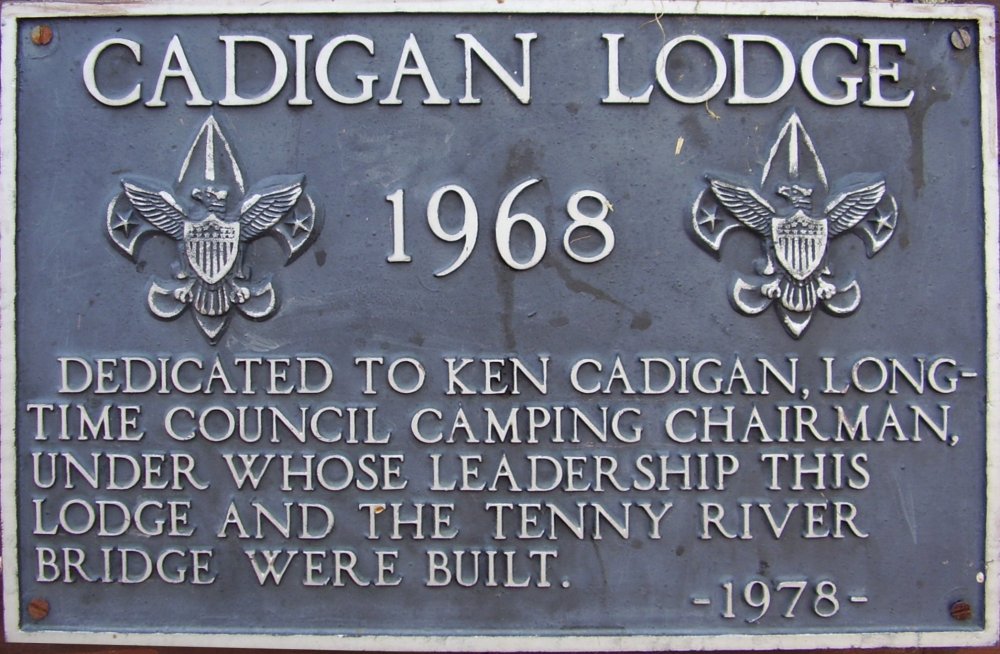 CADIGAN LODGE
1968
DEDICATED TO KEN CADIGAN, LONG-
TIME COUNCIL CAMPING CHAIRMAN,
UNDER WHOSE LEADERSHIP THIS
LODGE AND THE TENNY RIVER
BRIDGE WERE BUILT.
-1978-